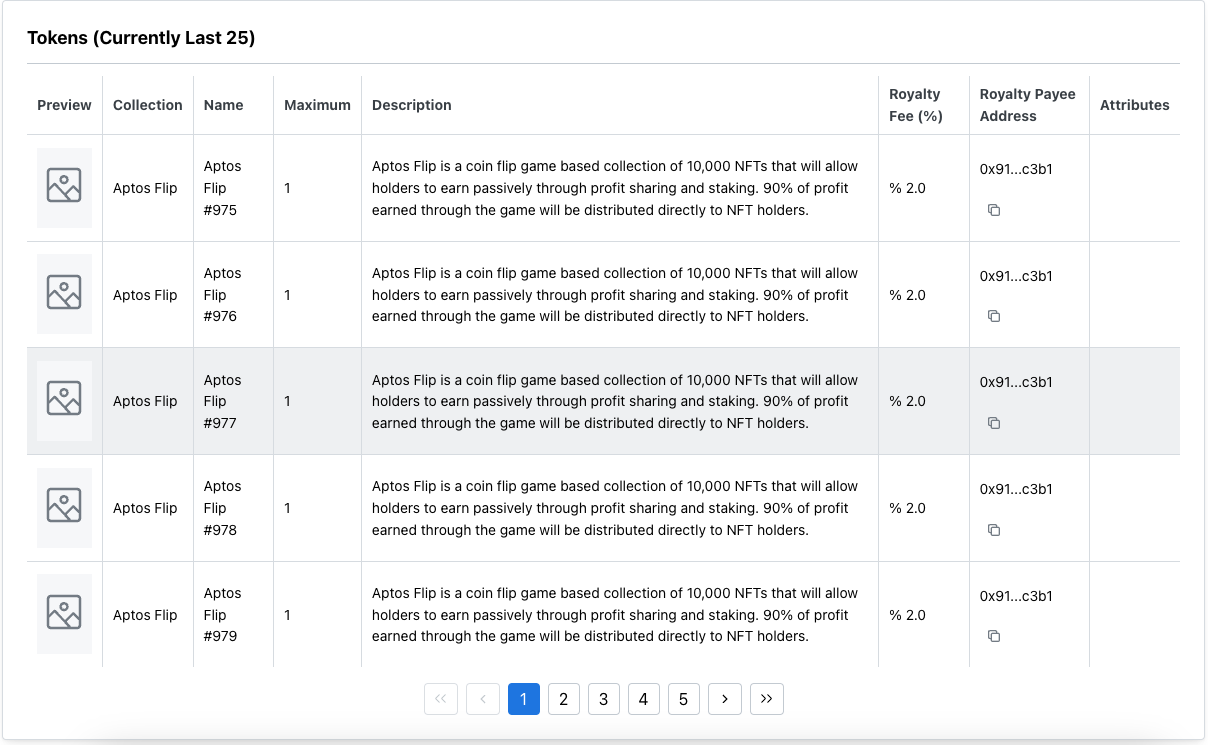 Tokens (Currently Last 25)
Preview
Collection
Name
Maximum
Description
Royalty
Fee (%)
Royalty Payee
Address
Attributes
Aptos Flip
Aptos
Flip
#975
1
Aptos Flip is a coin flip game based collection of 10,000 NFTs that will allow
holders to earn passively through profit sharing and staking. 90% of profit
earned through the game will be distributed directly to NFT holders.
% 2.0
0x91...c3b1
Aptos Flip
Aptos
Flip
#976
1
Aptos Flip is a coin flip game based collection of 10,000 NFTs that will allow
holders to earn passively through profit sharing and staking. 90% of profit
earned through the game will be distributed directly to NFT holders.
% 2.0
0x91...c3b1
Aptos Flip
Aptos
Flip
#977
1
Aptos Flip is a coin flip game based collection of 10,000 NFTs that will allow
holders to earn passively through profit sharing and staking. 90% of profit
earned through the game will be distributed directly to NFT holders.
% 2.0
0x91...c3b1
Aptos Flip
Aptos
Flip
#978
1
Aptos Flip is a coin flip game based collection of 10,000 NFTs that will allow
holders to earn passively through profit sharing and staking. 90% of profit
earned through the game will be distributed directly to NFT holders.
% 2.0
0x91...c3b1
Aptos Flip
Aptos
Flip
#979
1
Aptos Flip is a coin flip game based collection of 10,000 NFTs that will allow
holders to earn passively through profit sharing and staking. 90% of profit
earned through the game will be distributed directly to NFT holders.
% 2.0
0x91...c3b1
« ‹ 1 2 3 4 5 › »